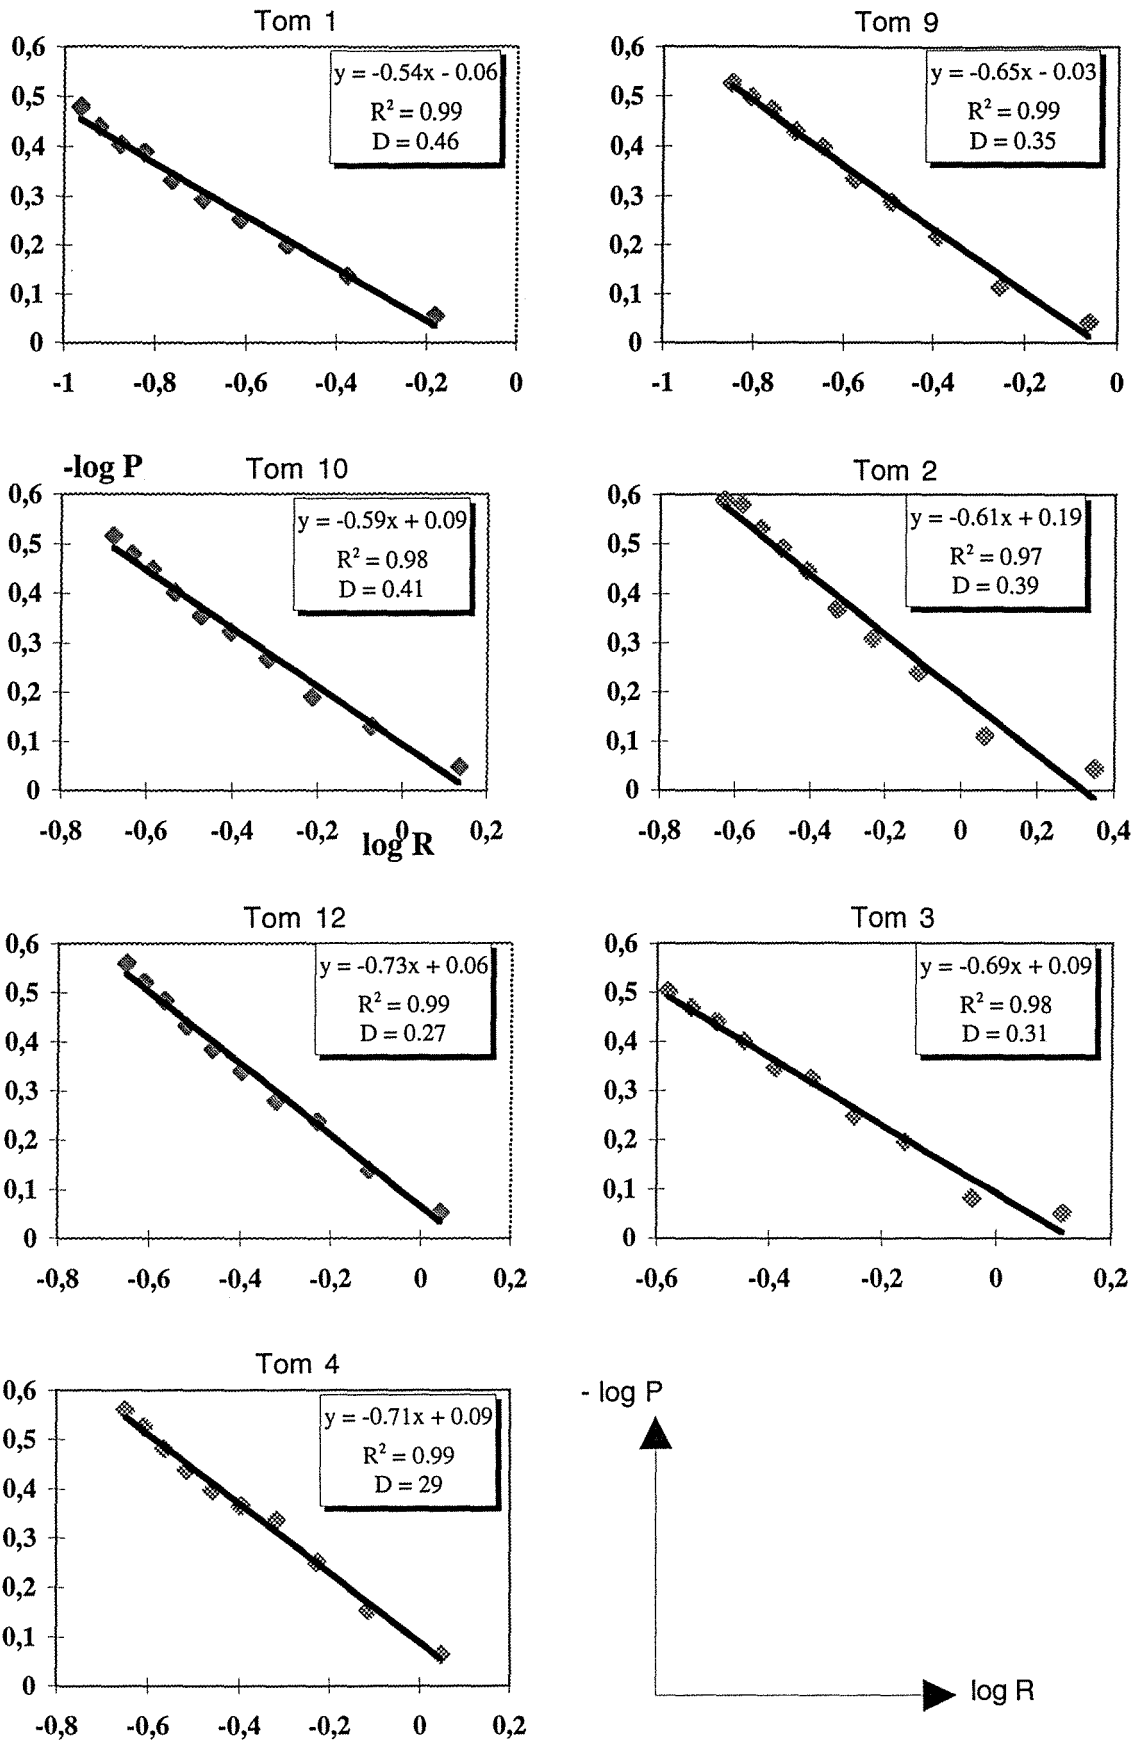 Tom 1
0,6
0,5
0,4
0,3
0,2
0,1
0
y = -0.54x - 0.06
R² = 0.99
D = 0.46
-1 -0,8 -0,6 -0,4 -0,2 0
Tom 9
0,6
0,5
0,4
0,3
0,2
0,1
0
y = -0.65x - 0.03
R² = 0.99
D = 0.35
-1 -0,8 -0,6 -0,4 -0,2 0
-log P
Tom 10
0,6
0,5
0,4
0,3
0,2
0,1
0
y = -0.59x + 0.09
R² = 0.98
D = 0.41
-0,8 -0,6 -0,4 -0,2 0 0,2
log R
Tom 2
0,6
0,5
0,4
0,3
0,2
0,1
0
y = -0.61x + 0.19
R² = 0.97
D = 0.39
-0,8 -0,6 -0,4 -0,2 0 0,2 0,4
Tom 12
0,6
0,5
0,4
0,3
0,2
0,1
0
y = -0.73x + 0.06
R² = 0.99
D = 0.27
-0,8 -0,6 -0,4 -0,2 0 0,2
Tom 3
0,6
0,5
0,4
0,3
0,2
0,1
0
y = -0.69x + 0.09
R² = 0.98
D = 0.31
-0,6 -0,4 -0,2 0 0,2
Tom 4
0,6
0,5
0,4
0,3
0,2
0,1
0
y = -0.71x + 0.09
R² = 0.99
D = 29
-0,8 -0,6 -0,4 -0,2 0 0,2
- log P
log R